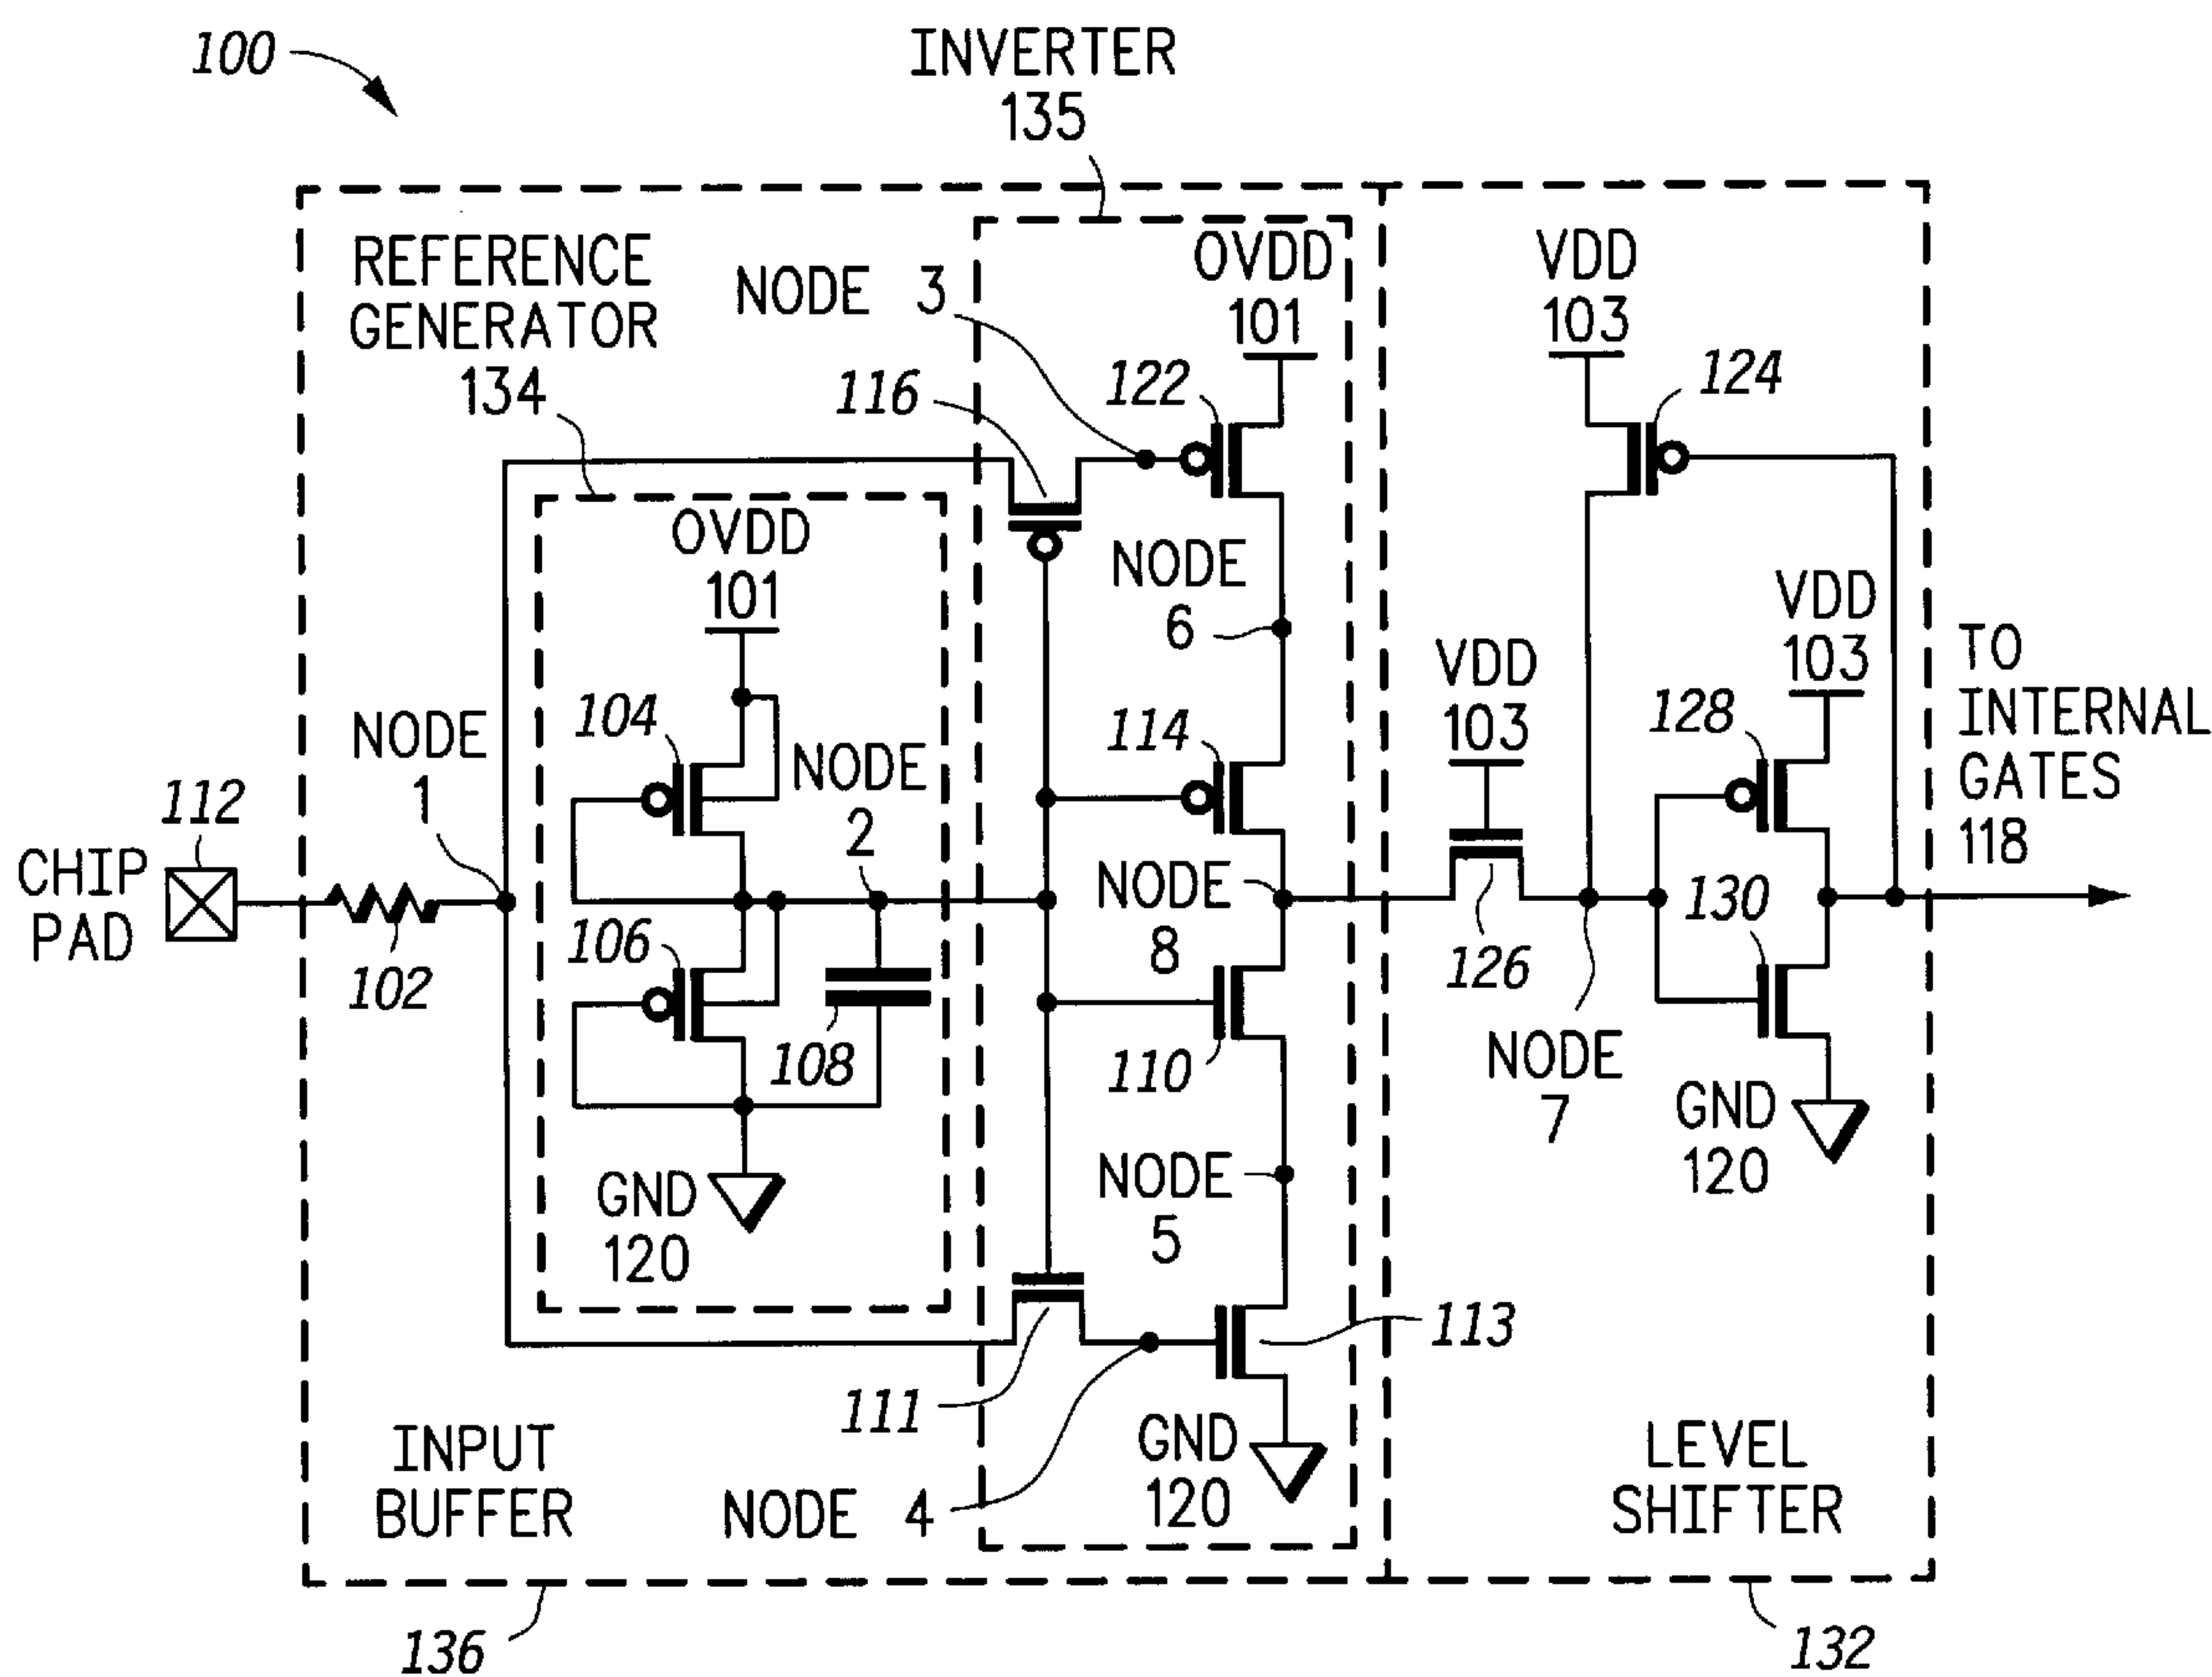 100
INVERTER
135
REFERENCE
GENERATOR
134
NODE 3
OVDD
101
116
122
VDD
103
124
OVDD
101
NODE
6
104
NODE
1
NODE
2
114
VDD
103
VDD
103
128
TO
INTERNAL
GATES
118
112
CHIP
PAD
102
106
108
NODE
8
110
126
130
NODE
7
GND
120
GND
120
NODE
5
113
111
GND
120
NODE 4
INPUT
BUFFER
LEVEL
SHIFTER
136
132